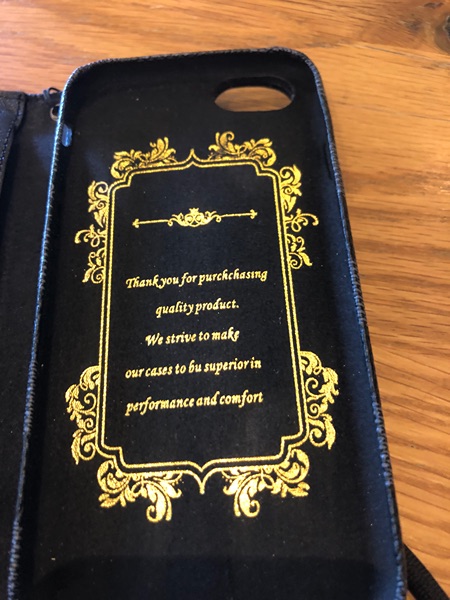 Thank you for purchchasing
quality product.
We strive to make
our cases to bu superior in
performance and comfort